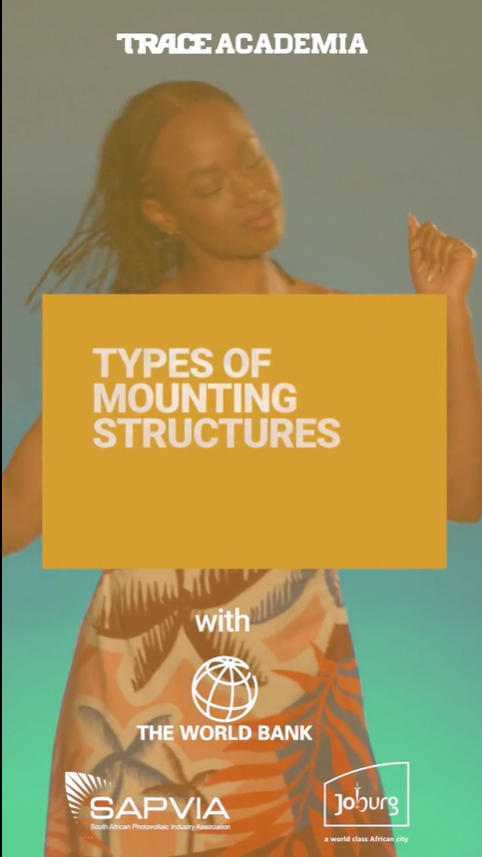 TRACE ACADEMIA
TYPES OF
MOUNTING
STRUCTURES
with
THE WORLD BANK
SAPVIA
South African Photovoltaic Industry Association
Joburg
a world class African city